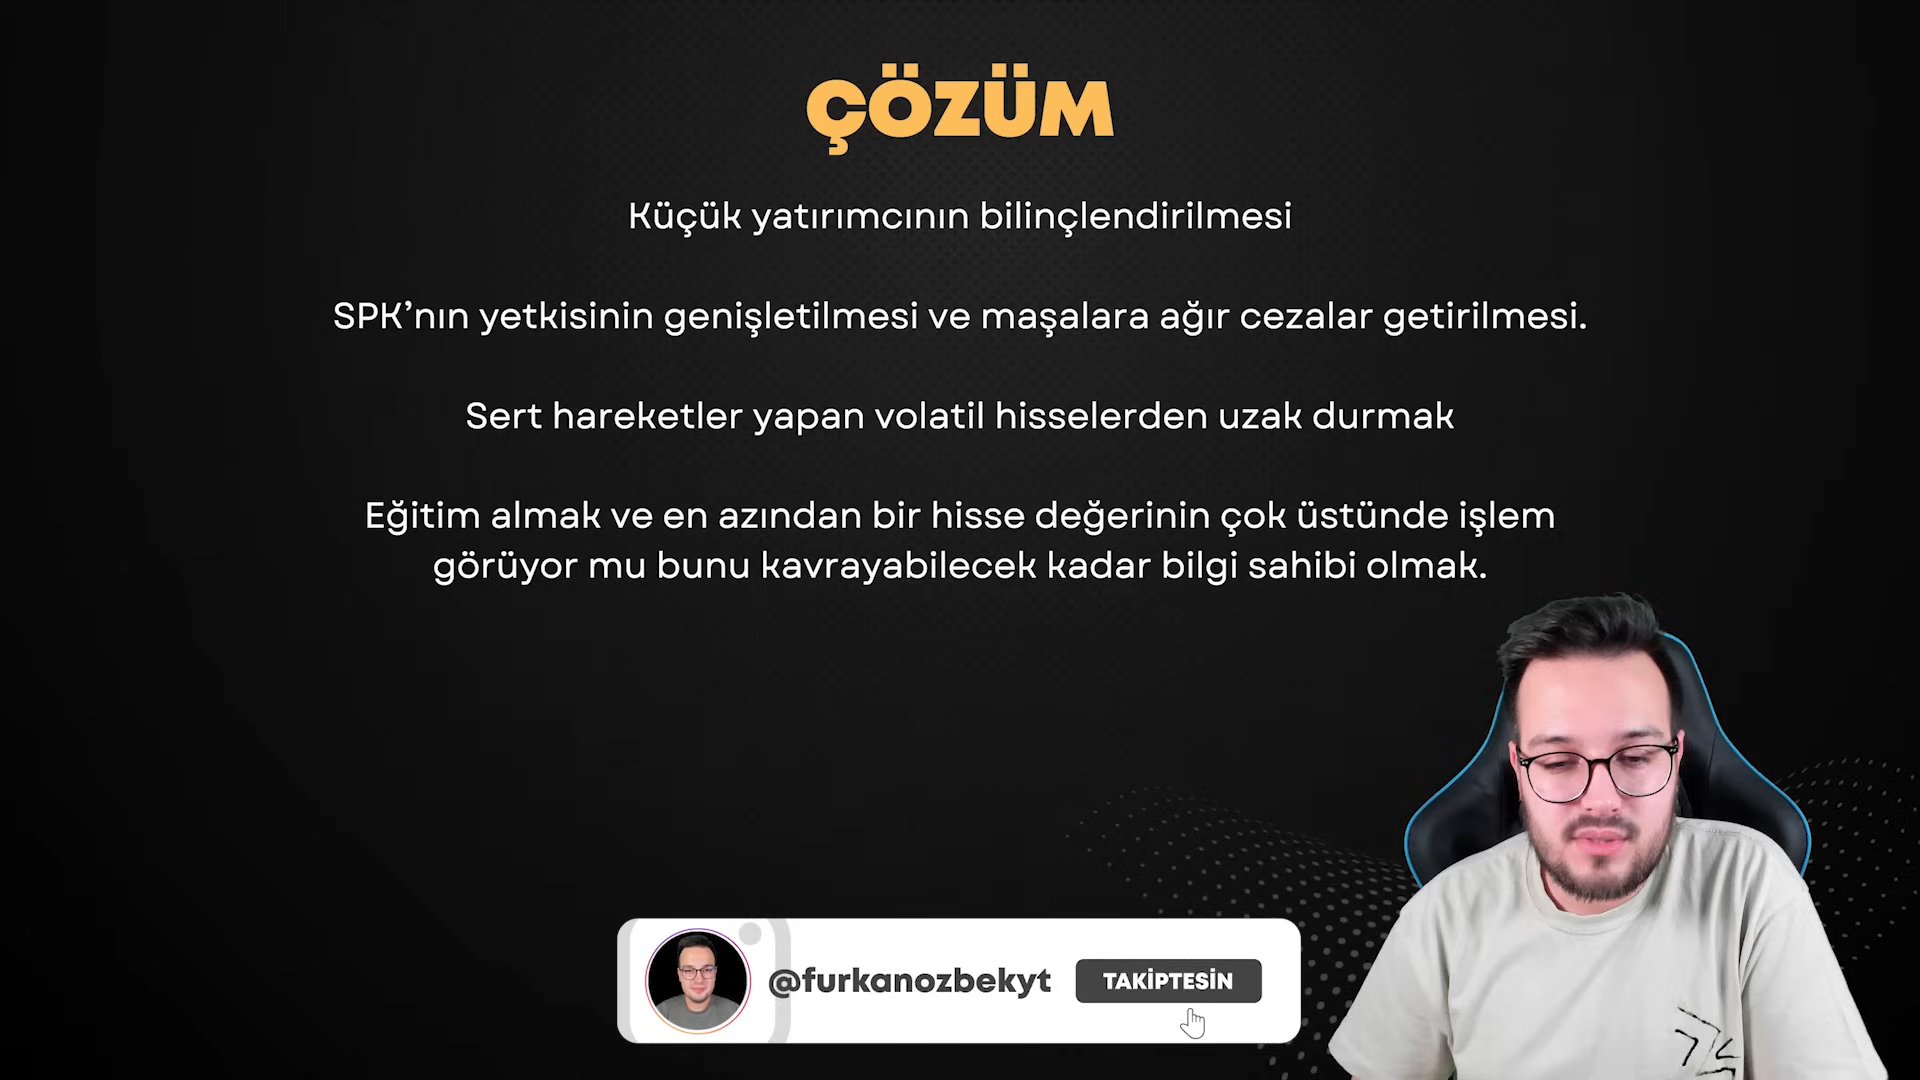 ÇÖZÜM
Küçük yatırımcının bilinçlendirilmesi
SPK’nın yetkisinin genişletilmesi ve maşalara ağır cezalar getirilmesi.
Sert hareketler yapan volatil hisselerden uzak durmak
Eğitim almak ve en azından bir hisse değerinin çok üstünde işlem
görüyor mu bunu kavrayabilecek kadar bilgi sahibi olmak.
@furkanozbekyt
TAKİPTESİN